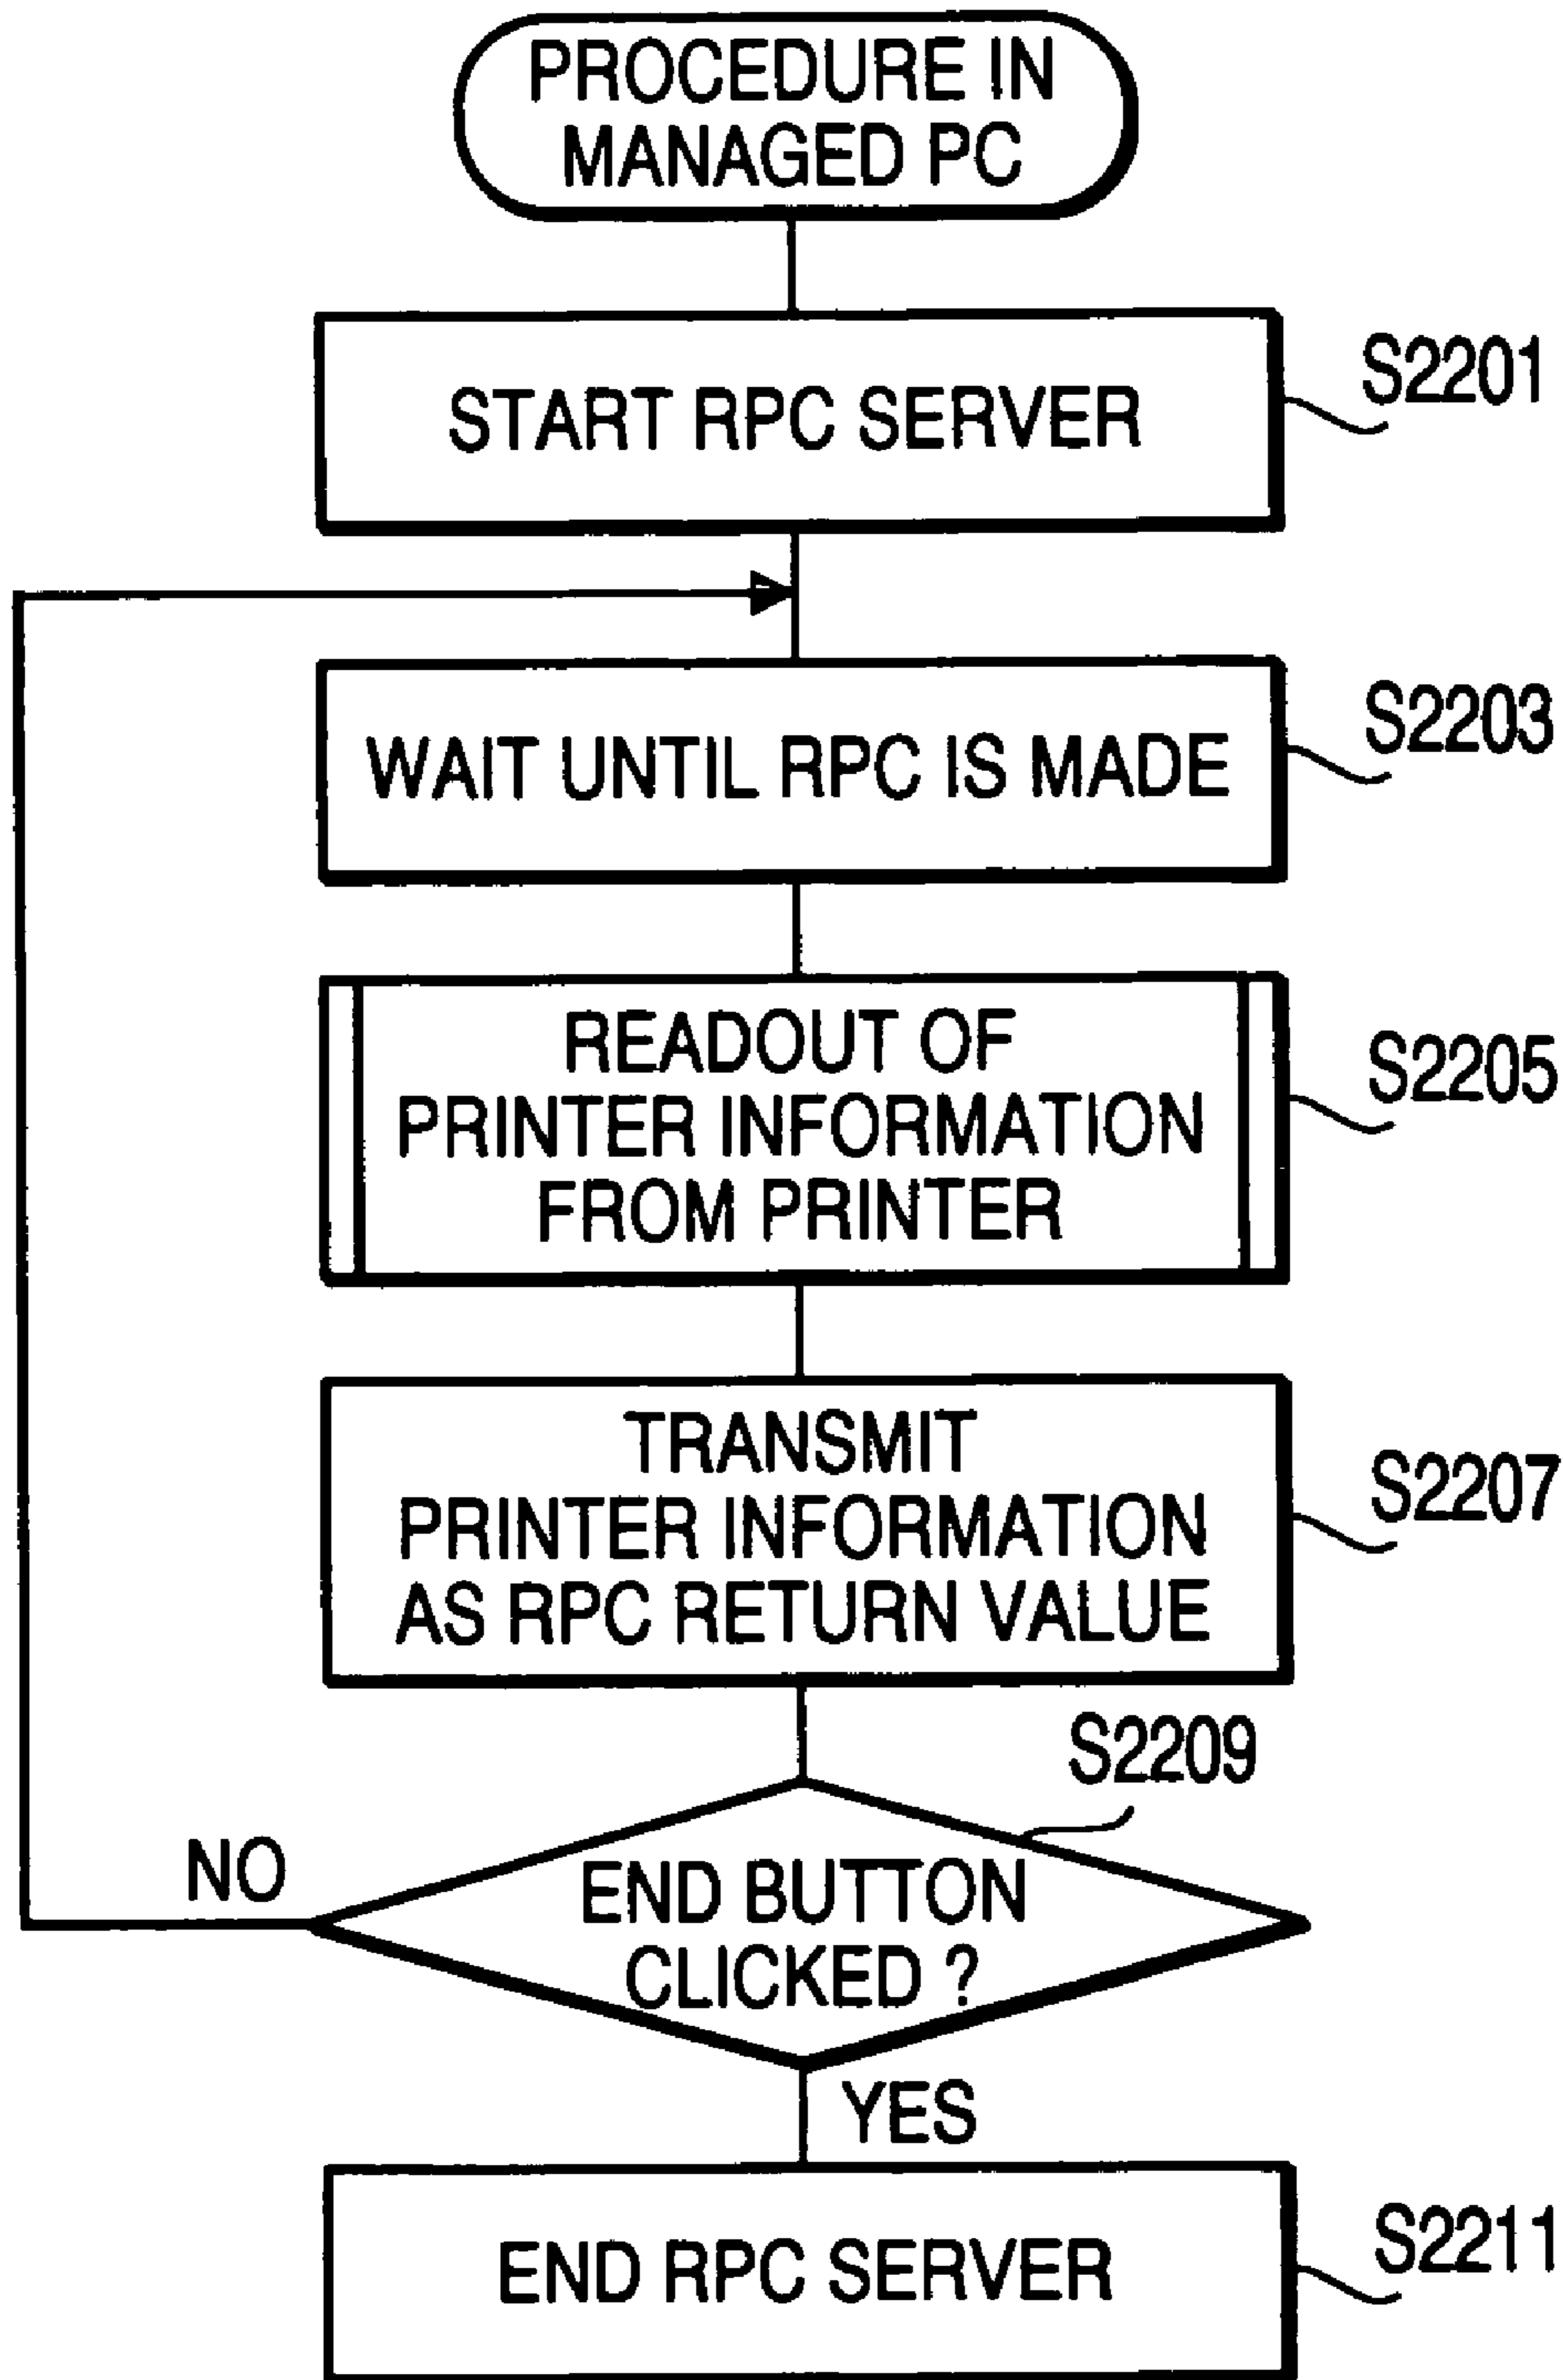 PROCEDURE IN
MANAGED PC
START RPC SERVER
S2201
WAIT UNTIL RPC IS MADE
S2203
READOUT OF
PRINTER INFORMATION
FROM PRINTER
S2205
TRANSMIT
PRINTER INFORMATION
AS RPC RETURN VALUE
S2207
S2209
END BUTTON
CLICKED ?
NO
YES
END RPC SERVER
S2211